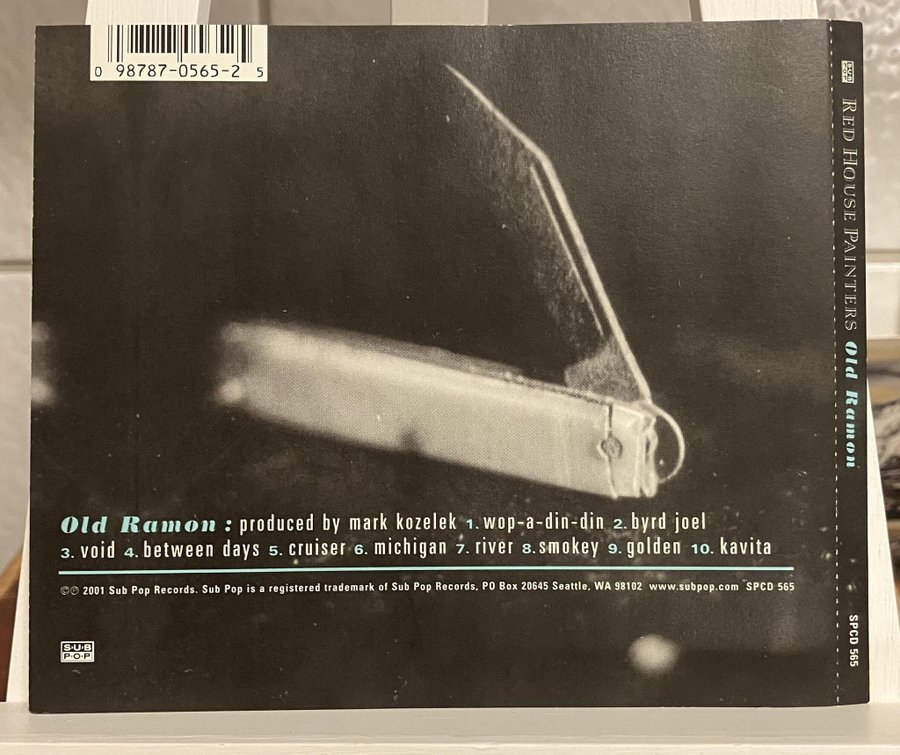 0 98787-0565-2 5
Old Ramon : produced by mark kozelek 1. wop-a-din-din 2. byrd joel
3. void 4. between days 5. cruiser 6. michigan 7. river 8. smokey 9. golden 10. kavita
©℗ 2001 Sub Pop Records. Sub Pop is a registered trademark of Sub Pop Records, PO Box 20645 Seattle, WA 98102 www.subpop.com SPCD 565
SUB
POP
SUB
POP
RED HOUSE PAINTERS Old Ramon
SPCD 565